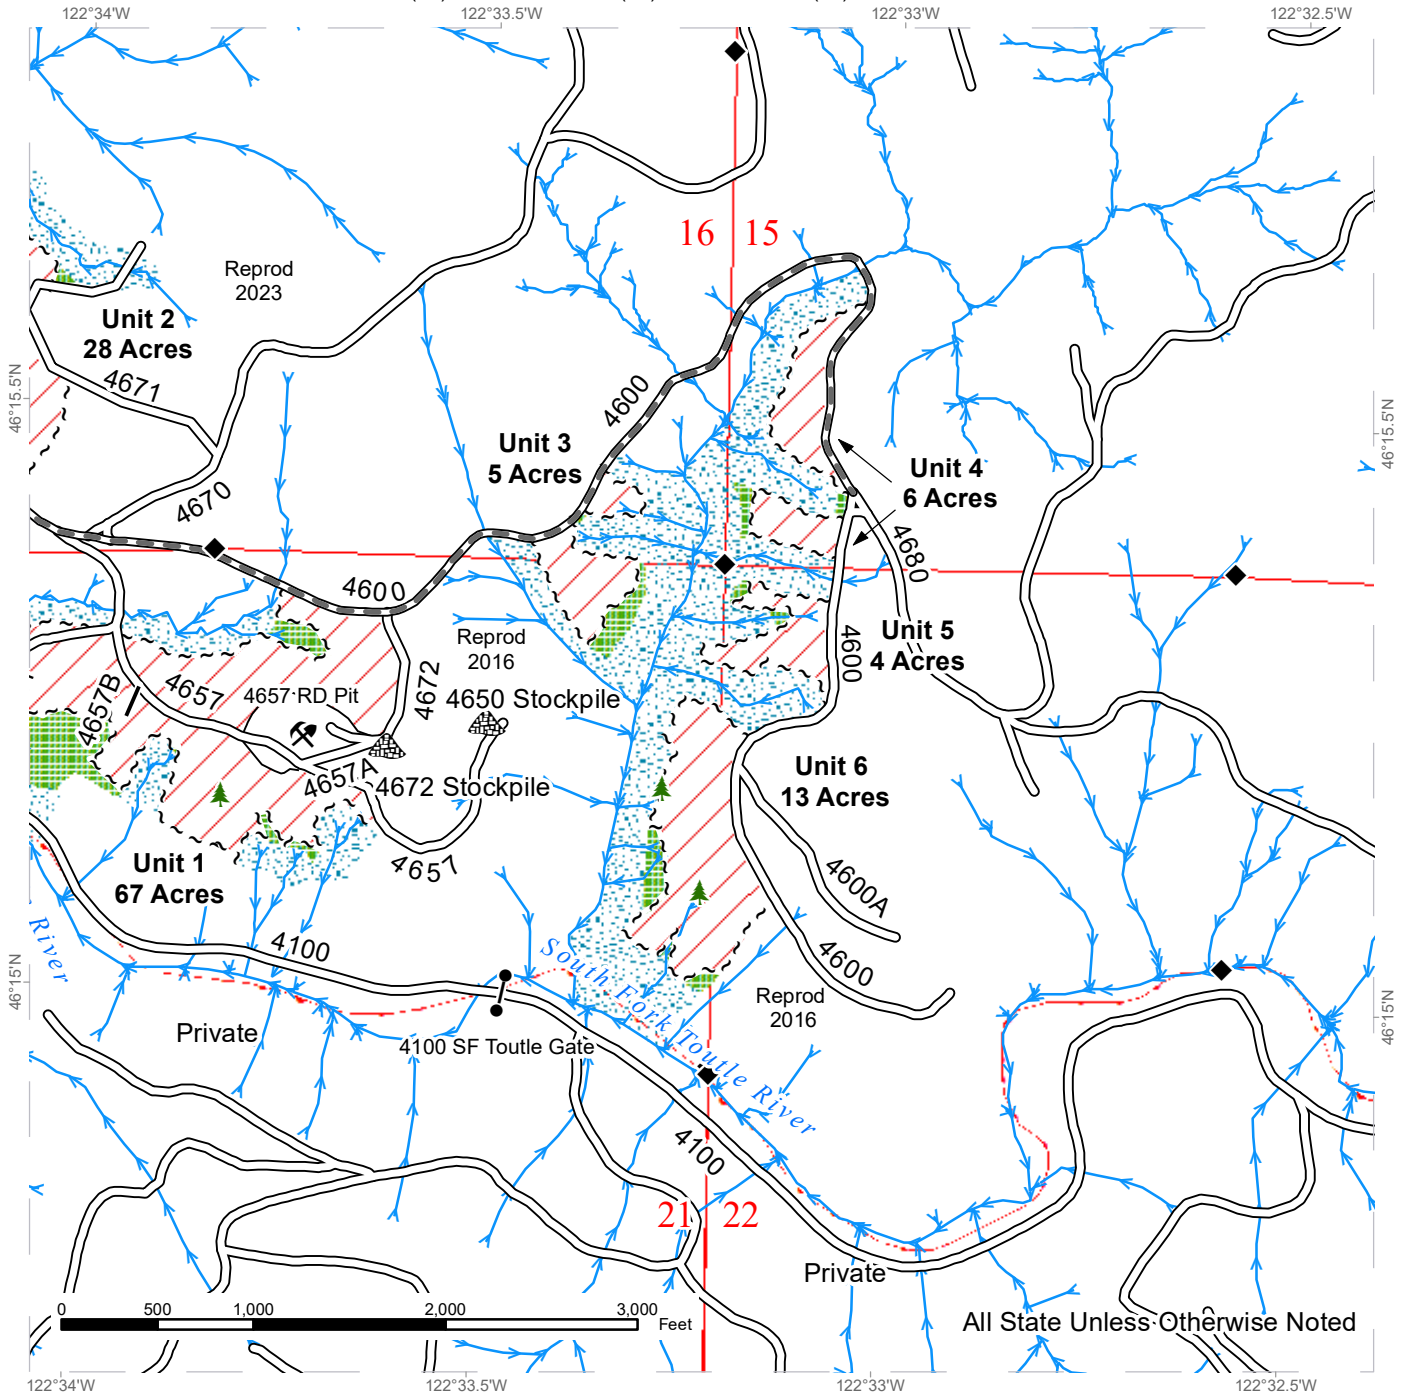 122°34'W
122°33.5'W
122°33'W
122°32.5'W
16
15
Reprod
2023
Unit 2
28 Acres
4671
46°15.5'N
46°15.5'N
4600
Unit 3
5 Acres
Unit 4
6 Acres
4670
4680
4600
Reprod
2016
4600
Unit 5
4 Acres
4657
4672
4657 RD Pit
4650 Stockpile
4657B
4657A
4672 Stockpile
Unit 6
13 Acres
4657
Unit 1
67 Acres
4600A
River
4100
South Fork Toutle River
4600
46°15'N
46°15'N
Reprod
2016
Private
4100 SF Toutle Gate
4100
21
22
Private
0
500
1,000
2,000
3,000
Feet
All State Unless Otherwise Noted
122°34'W
122°33.5'W
122°33'W
122°32.5'W